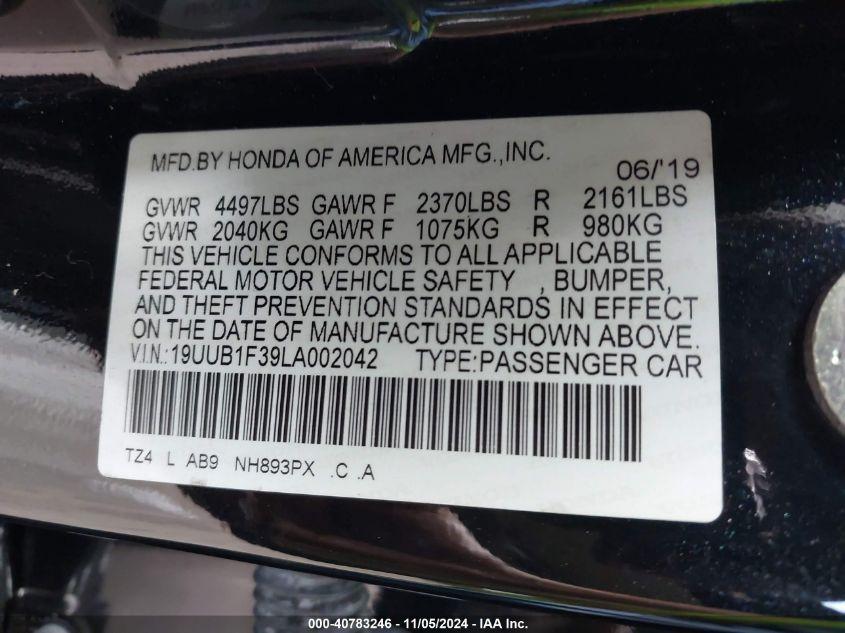 MFD.BY HONDA OF AMERICA MFG.,INC.
06/'19
GVWR 4497LBS GAWR F 2370LBS R 2161LBS
GVWR 2040KG GAWR F 1075KG R 980KG
THIS VEHICLE CONFORMS TO ALL APPLICABLE
FEDERAL MOTOR VEHICLE SAFETY , BUMPER,
AND THEFT PREVENTION STANDARDS IN EFFECT
ON THE DATE OF MANUFACTURE SHOWN ABOVE.
V.I.N.:19UUB1F39LA002042 TYPE:PASSENGER CAR
TZ4 L AB9 NH893PX .C .A
000-40783246 - 11/05/2024 - IAA Inc.